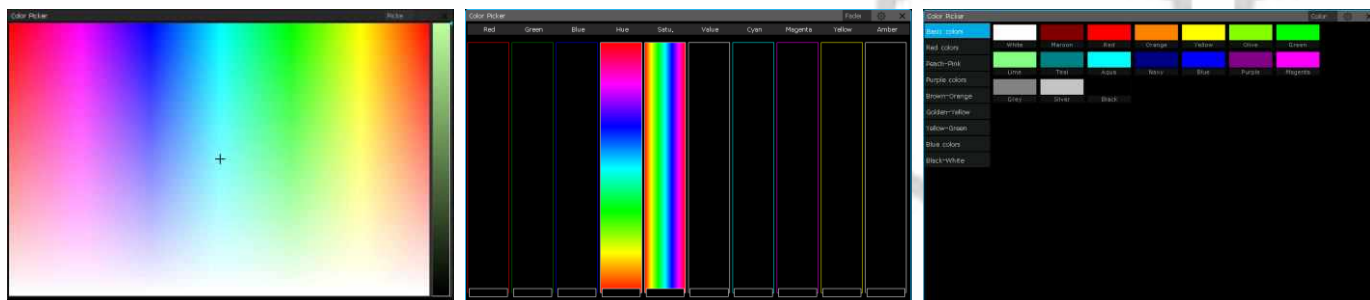 Color Picker
Color Picker Fader X
Red Green Blue Hue Satu. Value Cyan Magenta Yellow Amber
Color Picker Color X
Basic colors
Red colors
Peach-Pink
Purple colors
Brown-Orange
Golden-Yellow
Yellow-Green
Blue colors
Black-White
White Maroon Red Orange Yellow Olive Green
Lime Teal Aqua Navy Blue Purple Magenta
Grey Silver Black